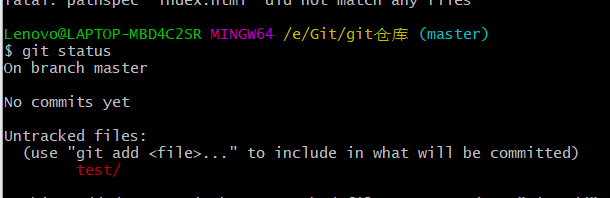 Lenovo@LAPTOP-MBD4C2SR MINGW64 /e/Git/git仓库 (master)
$ git status
On branch master
No commits yet
Untracked files:
(use "git add <file>..." to include in what will be committed)
test/